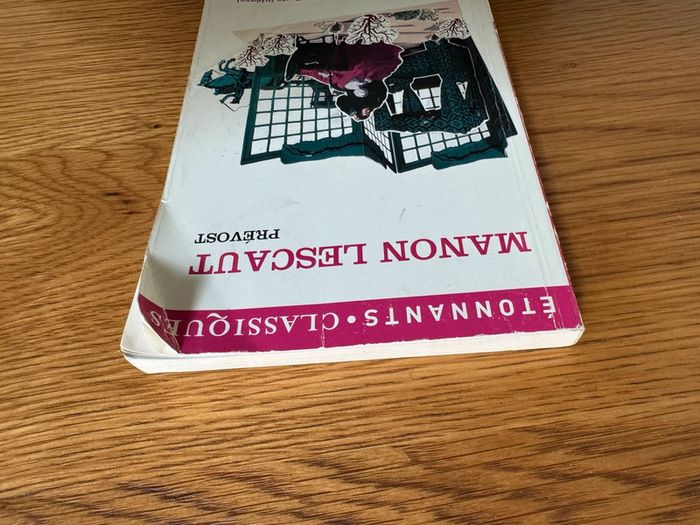 ÉTONNANTS • CLASSIQUES
MANON LESCAUT
PRÉVOST